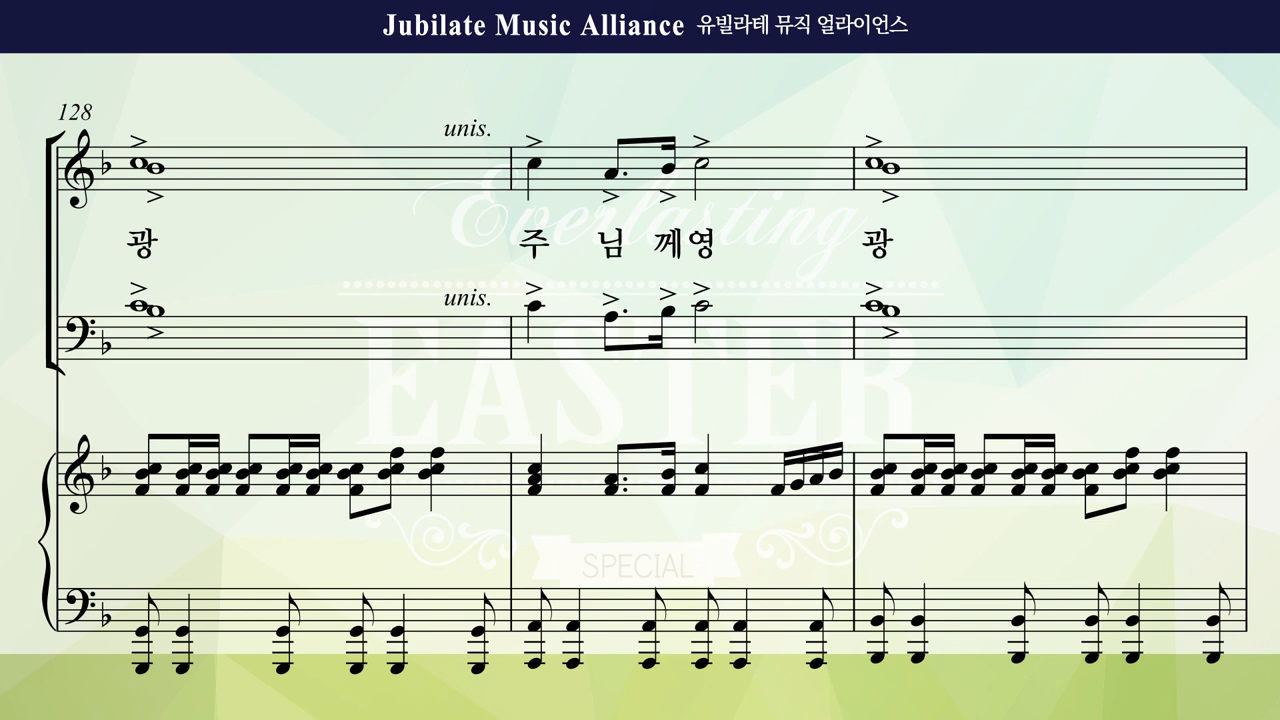 Jubilate Music Alliance 유빌라테 뮤직 얼라이언스
128
unis.
광 주 님 께 영 광
unis.
Everlasting
EASTER
SPECIAL